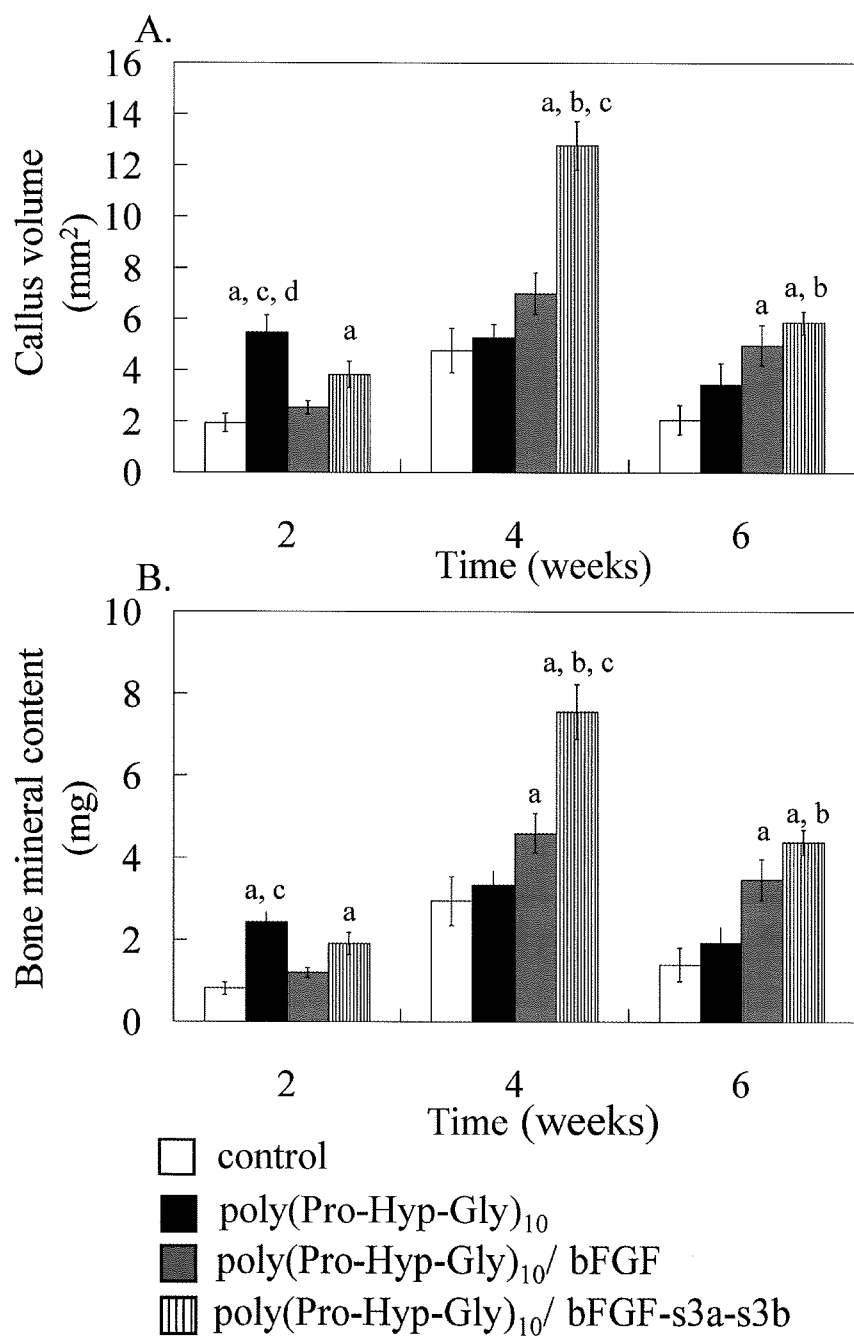 A.
16
14
12
10
8
6
4
2
0
Callus volume
(mm²)
a, c, d
a
a, b, c
a
a, b
2 4 6
Time (weeks)
B.
10
8
6
4
2
0
Bone mineral content
(mg)
a, c
a
a
a, b, c
a
a, b
2 4 6
Time (weeks)
control
poly(Pro-Hyp-Gly)₁₀
poly(Pro-Hyp-Gly)₁₀/ bFGF
poly(Pro-Hyp-Gly)₁₀/ bFGF-s3a-s3b